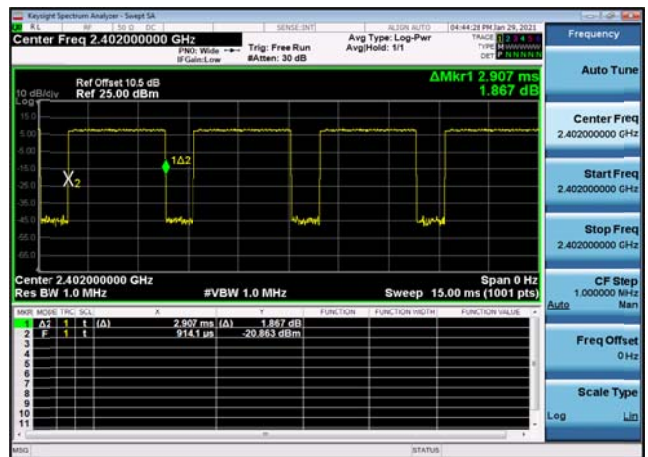 Keysight Spectrum Analyzer - Swept SA
RL RF 50 Ω DC SENSE:INT ALIGN AUTO 04:44:21 PM Jan 29, 2021
Center Freq 2.402000000 GHz
PNO: Wide
IFGain:Low
Trig: Free Run
#Atten: 30 dB
Avg Type: Log-Pwr
Avg|Hold: 1/1
TRACE 1 2 3 4 5 6
TYPE M WWWWW
DET P N N N N N
Frequency
Auto Tune
Ref Offset 10.5 dB
Ref 25.00 dBm
10 dB/div
Log
ΔMkr1 2.907 ms
1.867 dB
15.0
5.00
-5.00
-15.0
-25.0
-35.0
-45.0
-55.0
-65.0
1Δ2
X2
Center Freq
2.402000000 GHz
Start Freq
2.402000000 GHz
Stop Freq
2.402000000 GHz
CF Step
1.000000 MHz
Auto Man
Freq Offset
0 Hz
Scale Type
Log Lin
Center 2.402000000 GHz Span 0 Hz
Res BW 1.0 MHz #VBW 1.0 MHz Sweep 15.00 ms (1001 pts)
MKR MODE TRC SCL X Y FUNCTION FUNCTION WIDTH FUNCTION VALUE
1 Δ2 1 t (Δ) 2.907 ms (Δ) 1.867 dB
2 F 1 t 914.1 µs -20.863 dBm
3
4
5
6
7
8
9
10
11
MSG STATUS